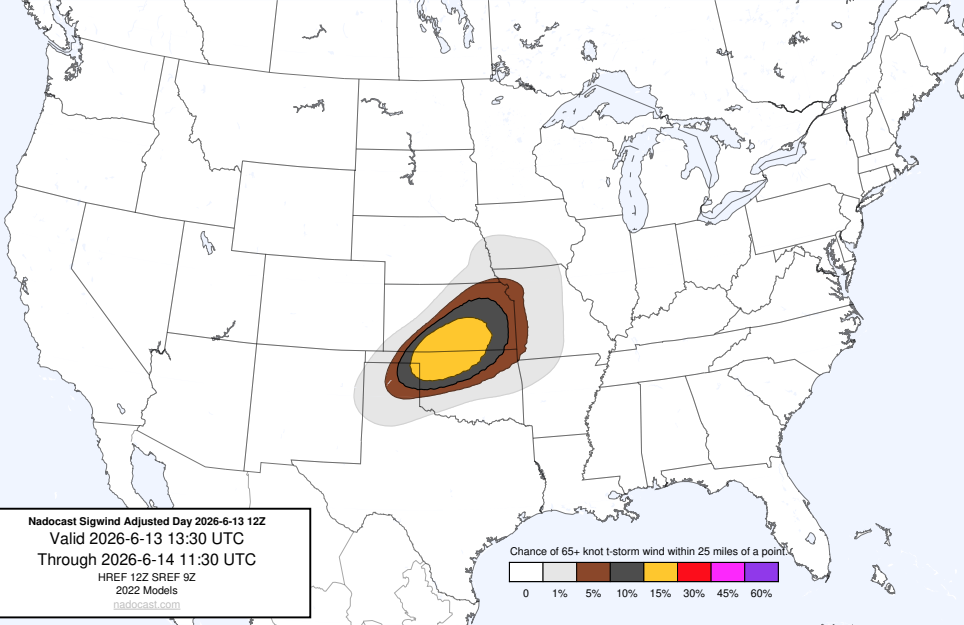 Nadocast Sigwind Adjusted Day 2026-6-13 12Z
Valid 2026-6-13 13:30 UTC
Through 2026-6-14 11:30 UTC
HREF 12Z SREF 9Z
2022 Models
nadocast.com
Chance of 65+ knot t-storm wind within 25 miles of a point.
0 1% 5% 10% 15% 30% 45% 60%